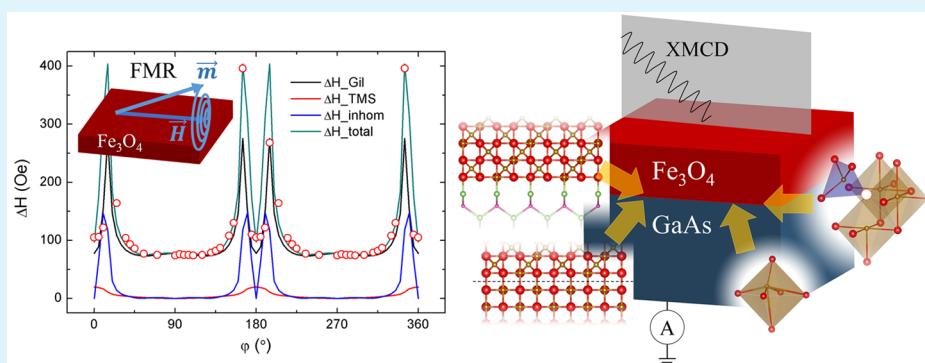 FMR
m
H
Fe₃O₄
ΔH_Gil
ΔH_TMS
ΔH_inhom
ΔH_total
ΔH (Oe)
400
300
200
100
0
0 90 180 270 360
φ (°)
XMCD
Fe₃O₄
GaAs
A